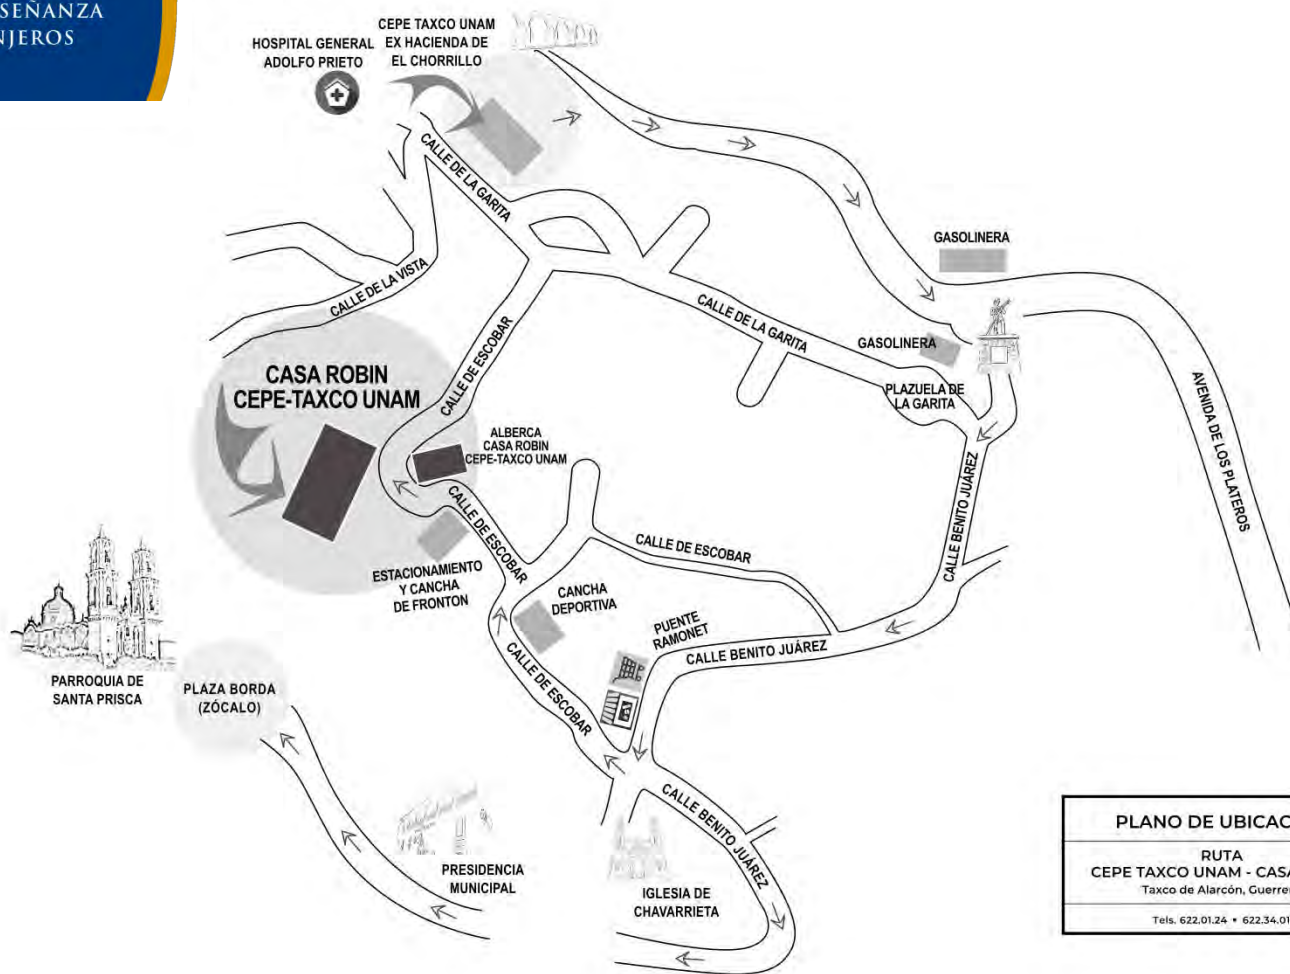 SEÑANZA
NJEROS
HOSPITAL GENERAL
ADOLFO PRIETO
CEPE TAXCO UNAM
EX HACIENDA DE
EL CHORRILLO
CALLE DE LA GARITA
CALLE DE LA VISTA
CALLE DE ESCOBAR
CALLE DE LA GARITA
GASOLINERA
GASOLINERA
PLAZUELA DE
LA GARITA
AVENIDA DE LOS PLATEROS
CASA ROBIN
CEPE-TAXCO UNAM
ALBERCA
CASA ROBIN
CEPE-TAXCO UNAM
CALLE DE ESCOBAR
CALLE BENITO JUÁREZ
CALLE DE ESCOBAR
ESTACIONAMIENTO
Y CANCHA
DE FRONTON
CANCHA
DEPORTIVA
PUENTE
RAMONET
CALLE BENITO JUÁREZ
CALLE DE ESCOBAR
PARROQUIA DE
SANTA PRISCA
PLAZA BORDA
(ZÓCALO)
CALLE BENITO JUÁREZ
PRESIDENCIA
MUNICIPAL
IGLESIA DE
CHAVARRIETA
PLANO DE UBICAC
RUTA
CEPE TAXCO UNAM - CASA
Taxco de Alarcón, Guerre
Tels. 622.01.24 • 622.34.01